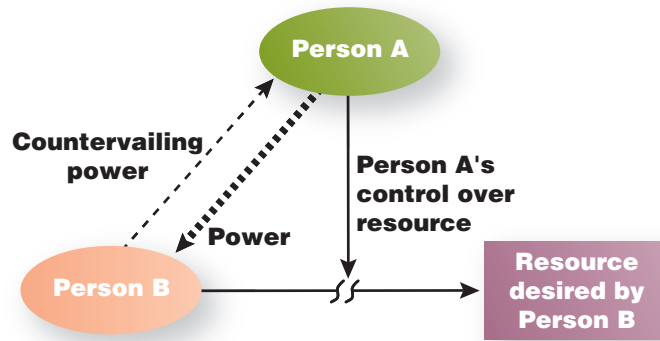 Person A
Countervailing
power
Person A's
control over
resource
Power
Person B
Resource
desired by
Person B